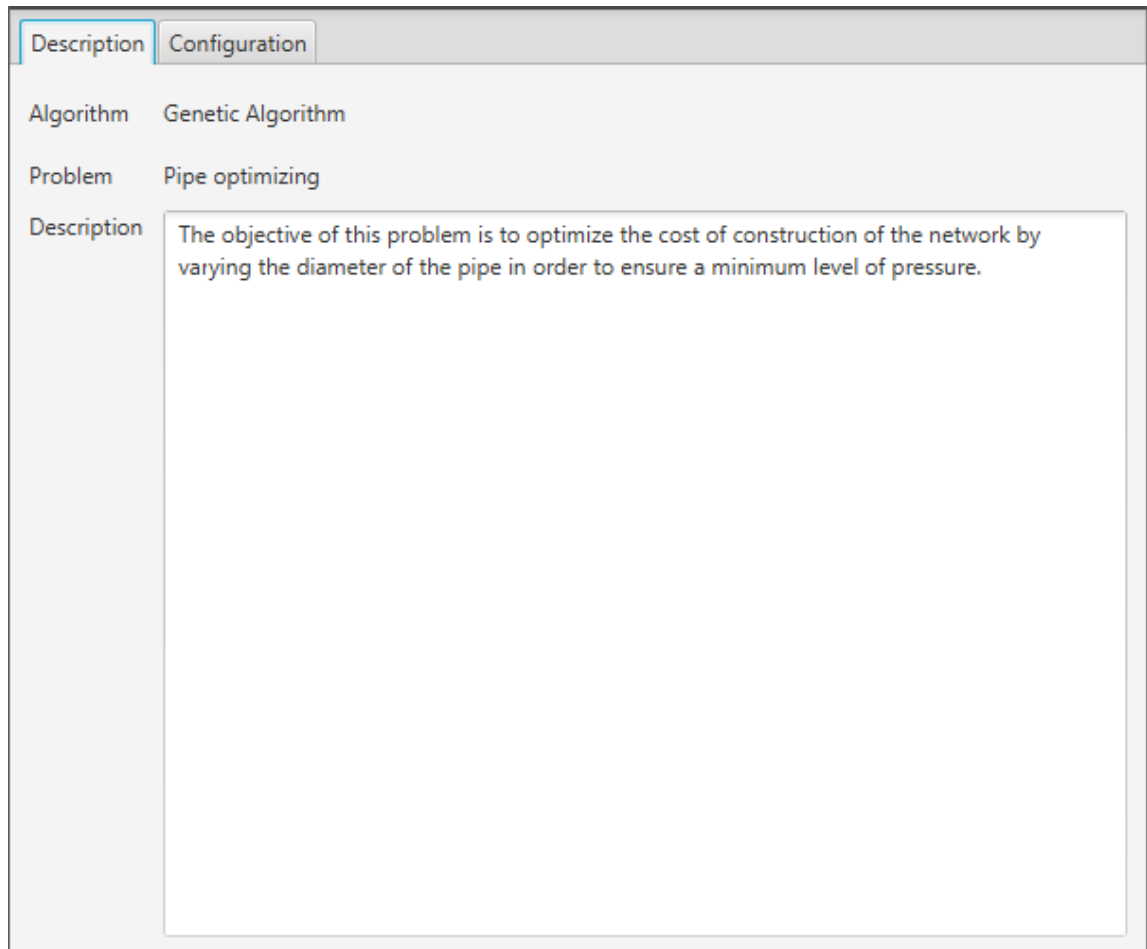 Description Configuration
Algorithm Genetic Algorithm
Problem Pipe optimizing
Description
The objective of this problem is to optimize the cost of construction of the network by
varying the diameter of the pipe in order to ensure a minimum level of pressure.